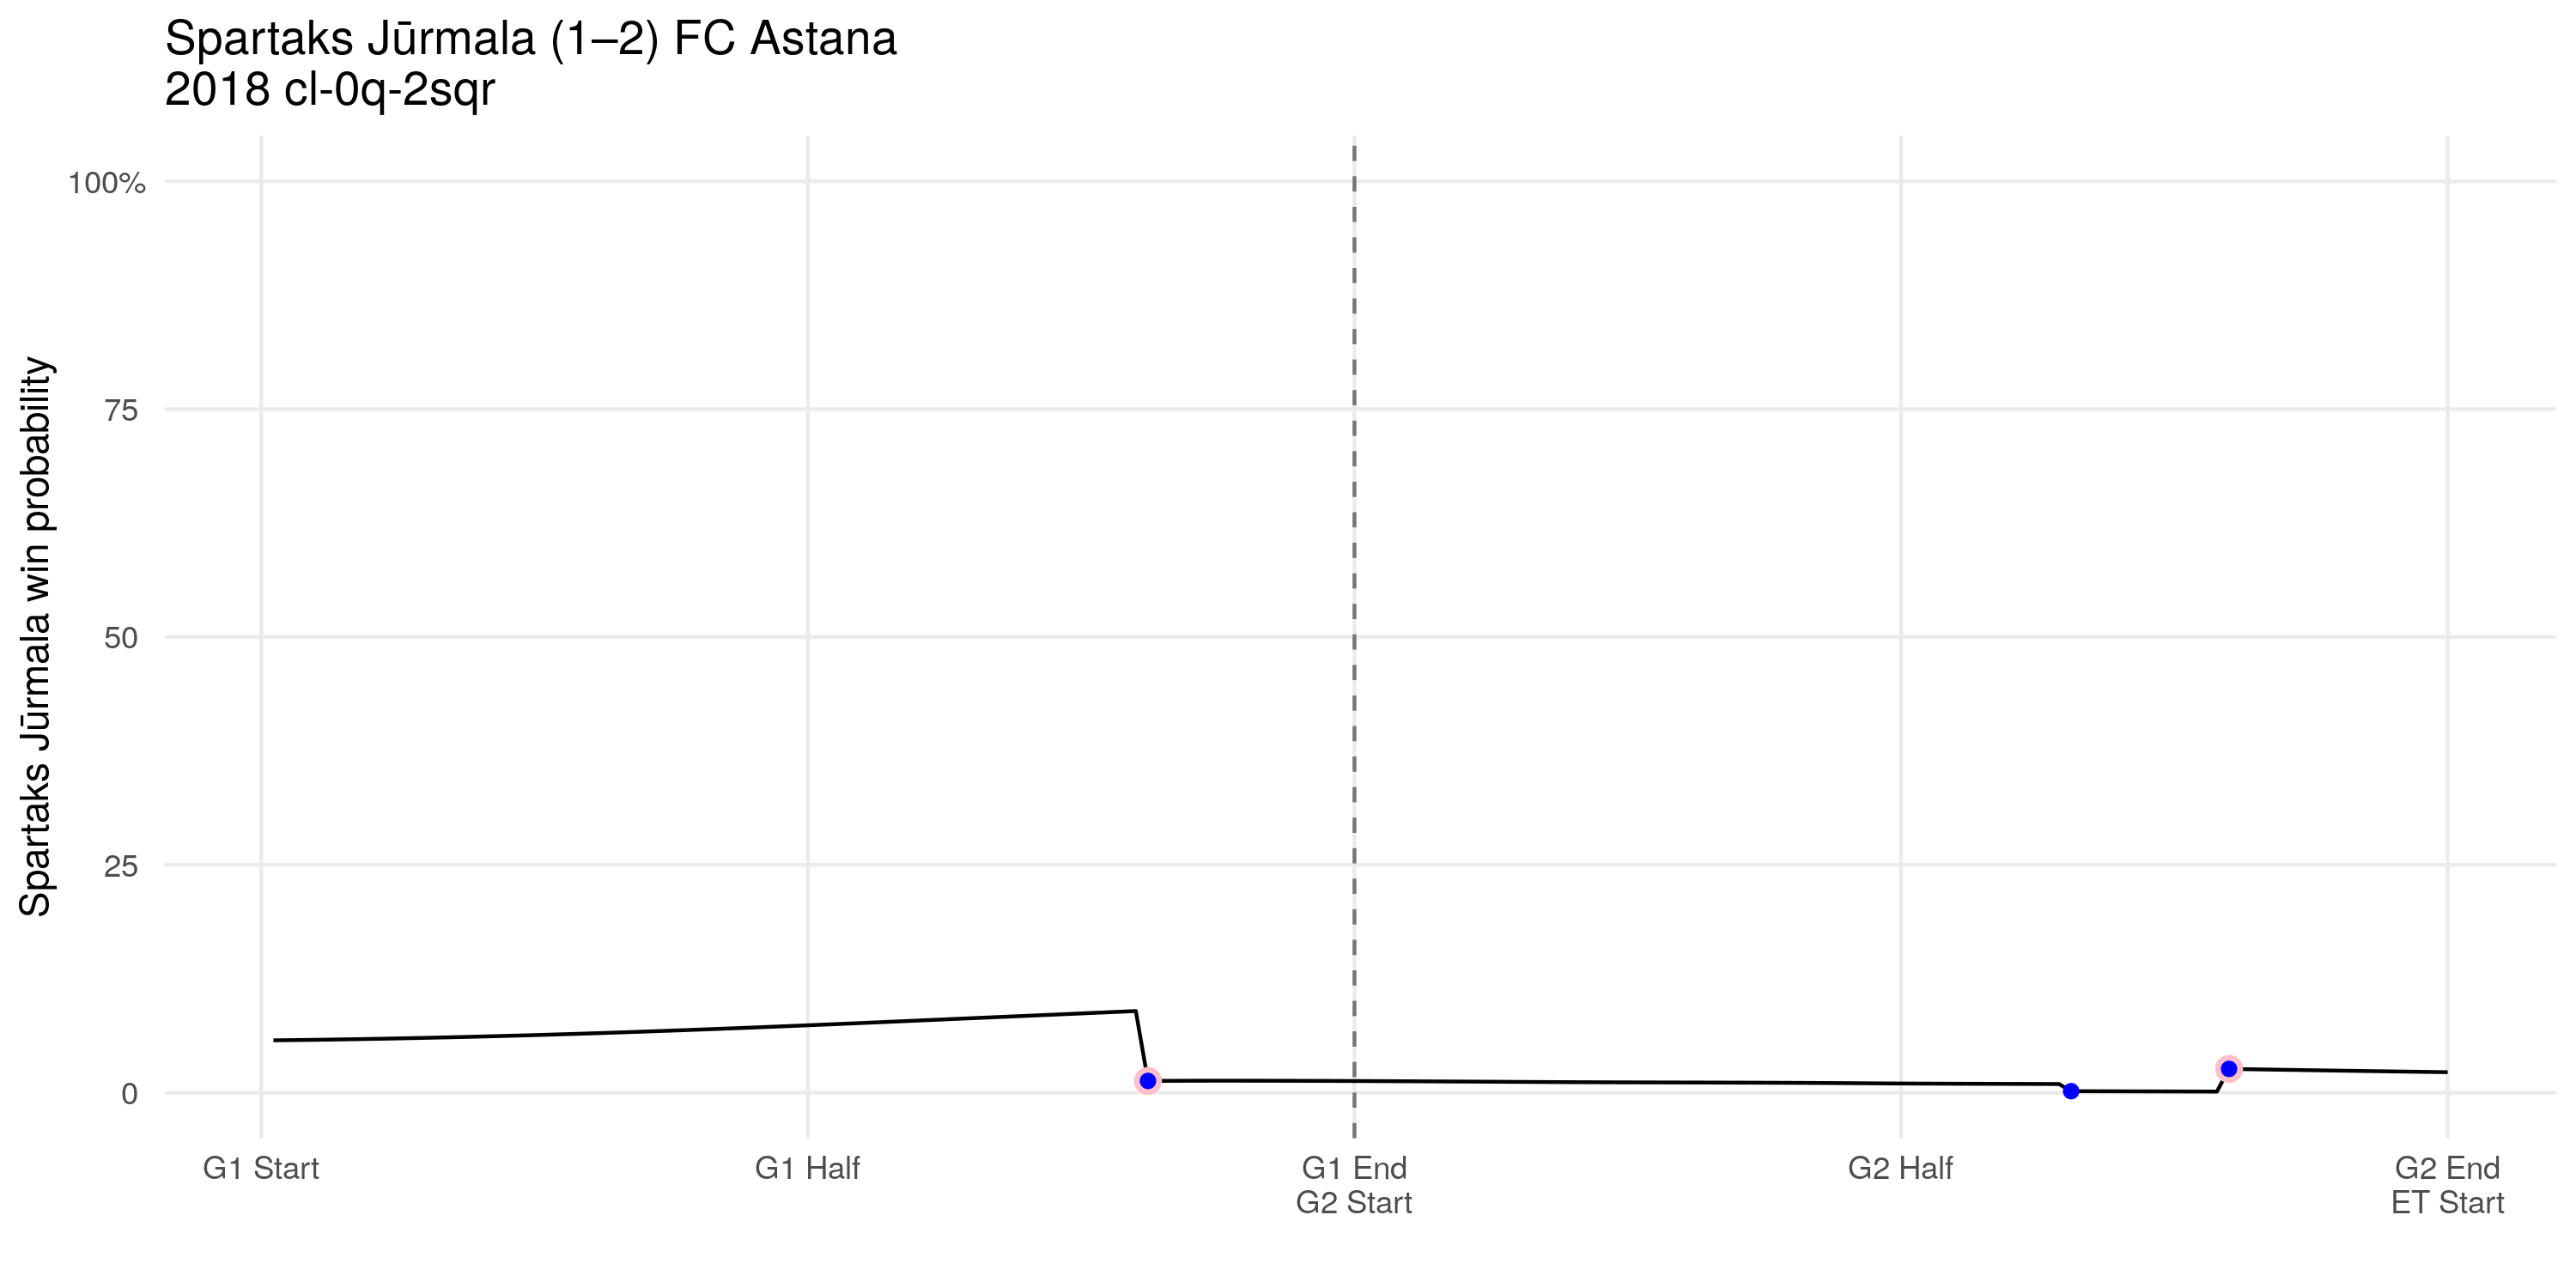 Spartaks Jūrmala (1–2) FC Astana
2018 cl-0q-2sqr
Spartaks Jūrmala win probability
100%
75
50
25
0
G1 Start
G1 Half
G1 End
G2 Start
G2 Half
G2 End
ET Start